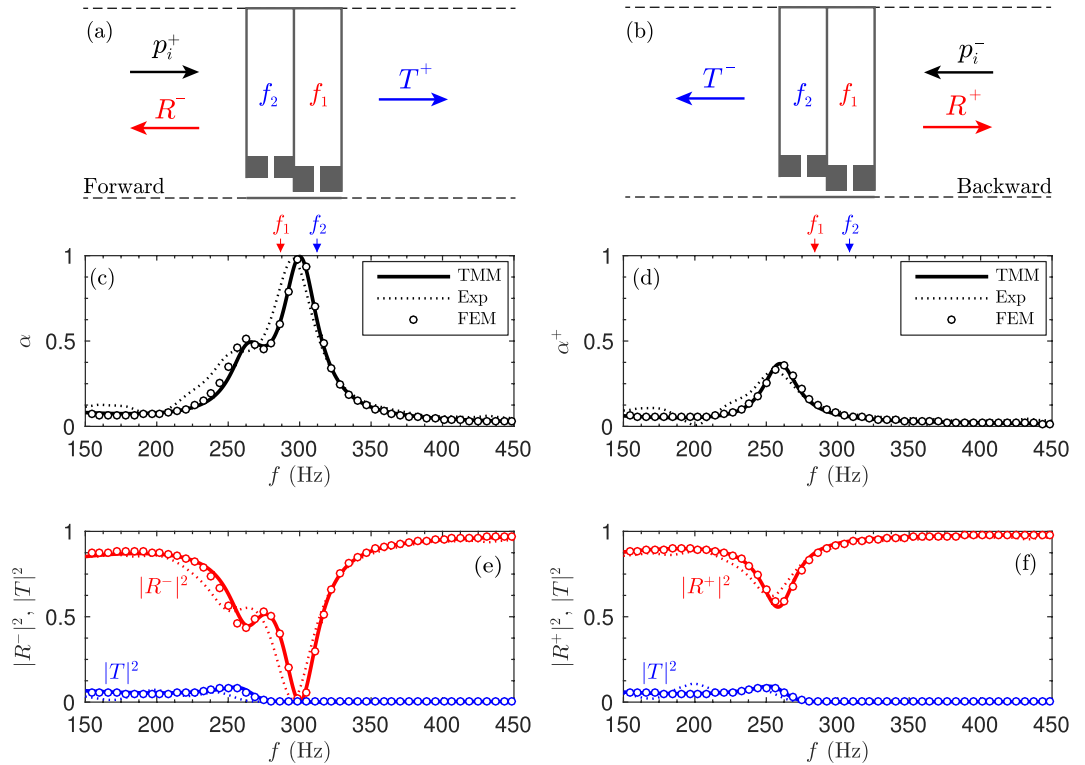 (a)
p_i^+
R^-
f_2
f_1
T^+
Forward
(b)
T^-
f_2
f_1
p_i^-
R^+
Backward
f_1 f_2
(c)
1
0.5
0
α
TMM
Exp
FEM
150 200 250 300 350 400 450
f (Hz)
f_1 f_2
(d)
1
0.5
0
α^+
TMM
Exp
FEM
150 200 250 300 350 400 450
f (Hz)
(e)
1
0.5
0
|R^-|^2, |T|^2
|R^-|^2
|T|^2
150 200 250 300 350 400 450
f (Hz)
(f)
1
0.5
0
|R^+|^2, |T|^2
|R^+|^2
|T|^2
150 200 250 300 350 400 450
f (Hz)